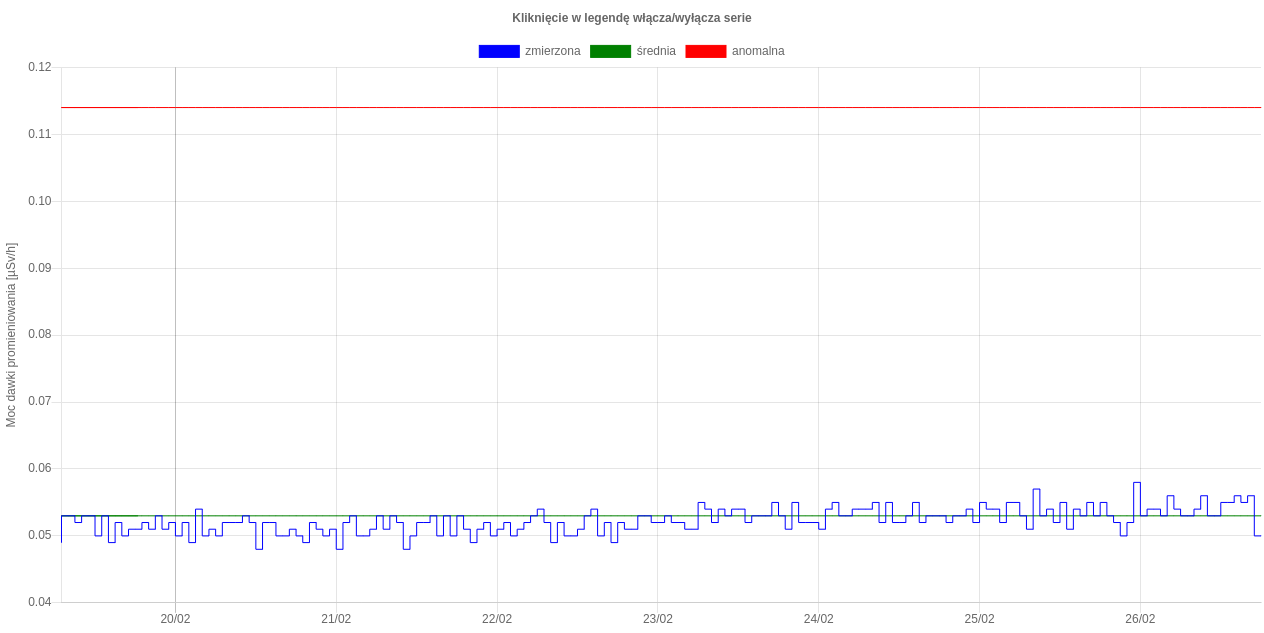 Kliknięcie w legendę włącza/wyłącza serie
zmierzona średnia anomalna
Moc dawki promieniowania [µSv/h]
0.12
0.11
0.10
0.09
0.08
0.07
0.06
0.05
0.04
20/02 21/02 22/02 23/02 24/02 25/02 26/02